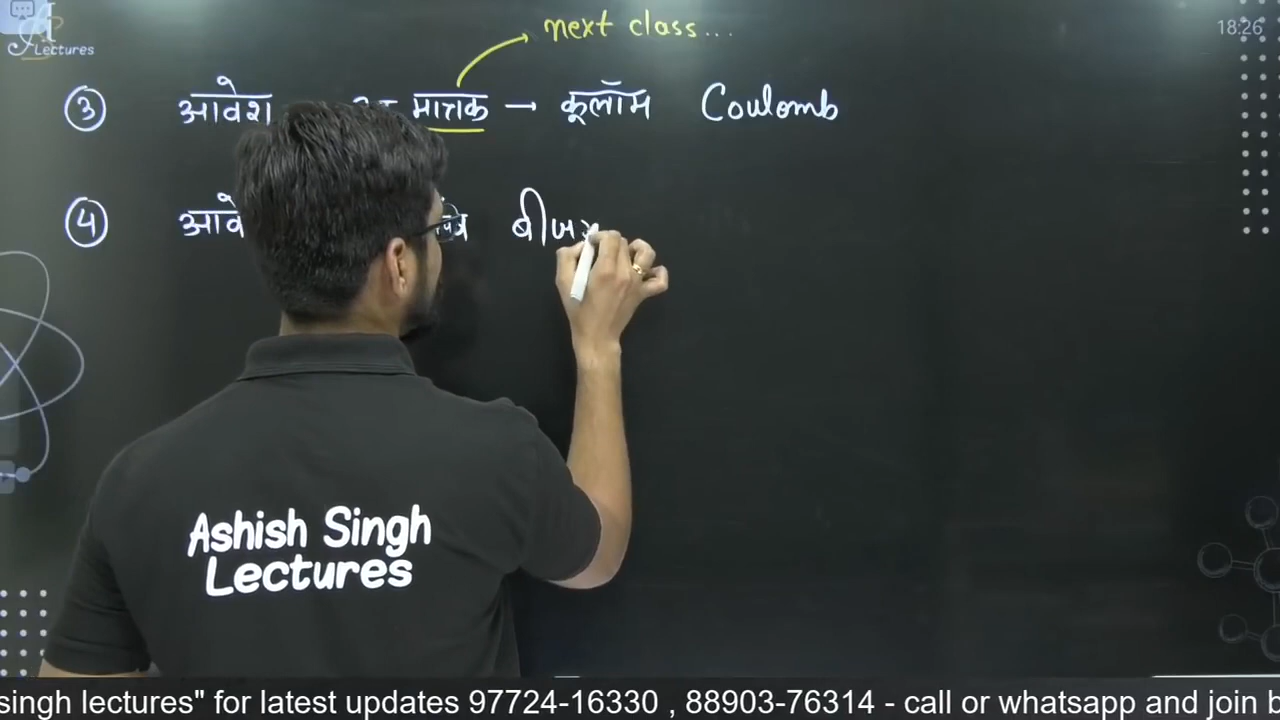 next class...
Lectures
18:26
③ आवेश मात्रक → कूलॉम Coulomb
④ आवे बीज
Ashish Singh
Lectures
singh lectures" for latest updates 97724-16330 , 88903-76314 - call or whatsapp and join b